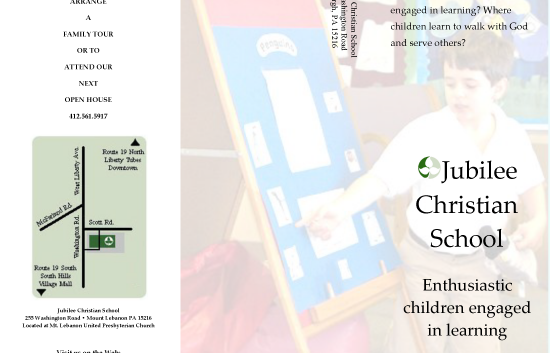 ARRANGE
A
FAMILY TOUR
OR TO
ATTEND OUR
NEXT
OPEN HOUSE
412.561.5917
Route 19 North
Liberty Tubes
Downtown
West Liberty Ave.
McFarland Rd.
Scott Rd.
Washington Rd.
Route 19 South
South Hills
Village Mall
Jubilee Christian School
255 Washington Road • Mount Lebanon PA 15216
Located at Mt. Lebanon United Presbyterian Church
Visit us on the Web:
Christian School
Road
PA 15216
engaged in learning? Where
children learn to walk with God
and serve others?
Jubilee
Christian
School
Enthusiastic
children engaged
in learning